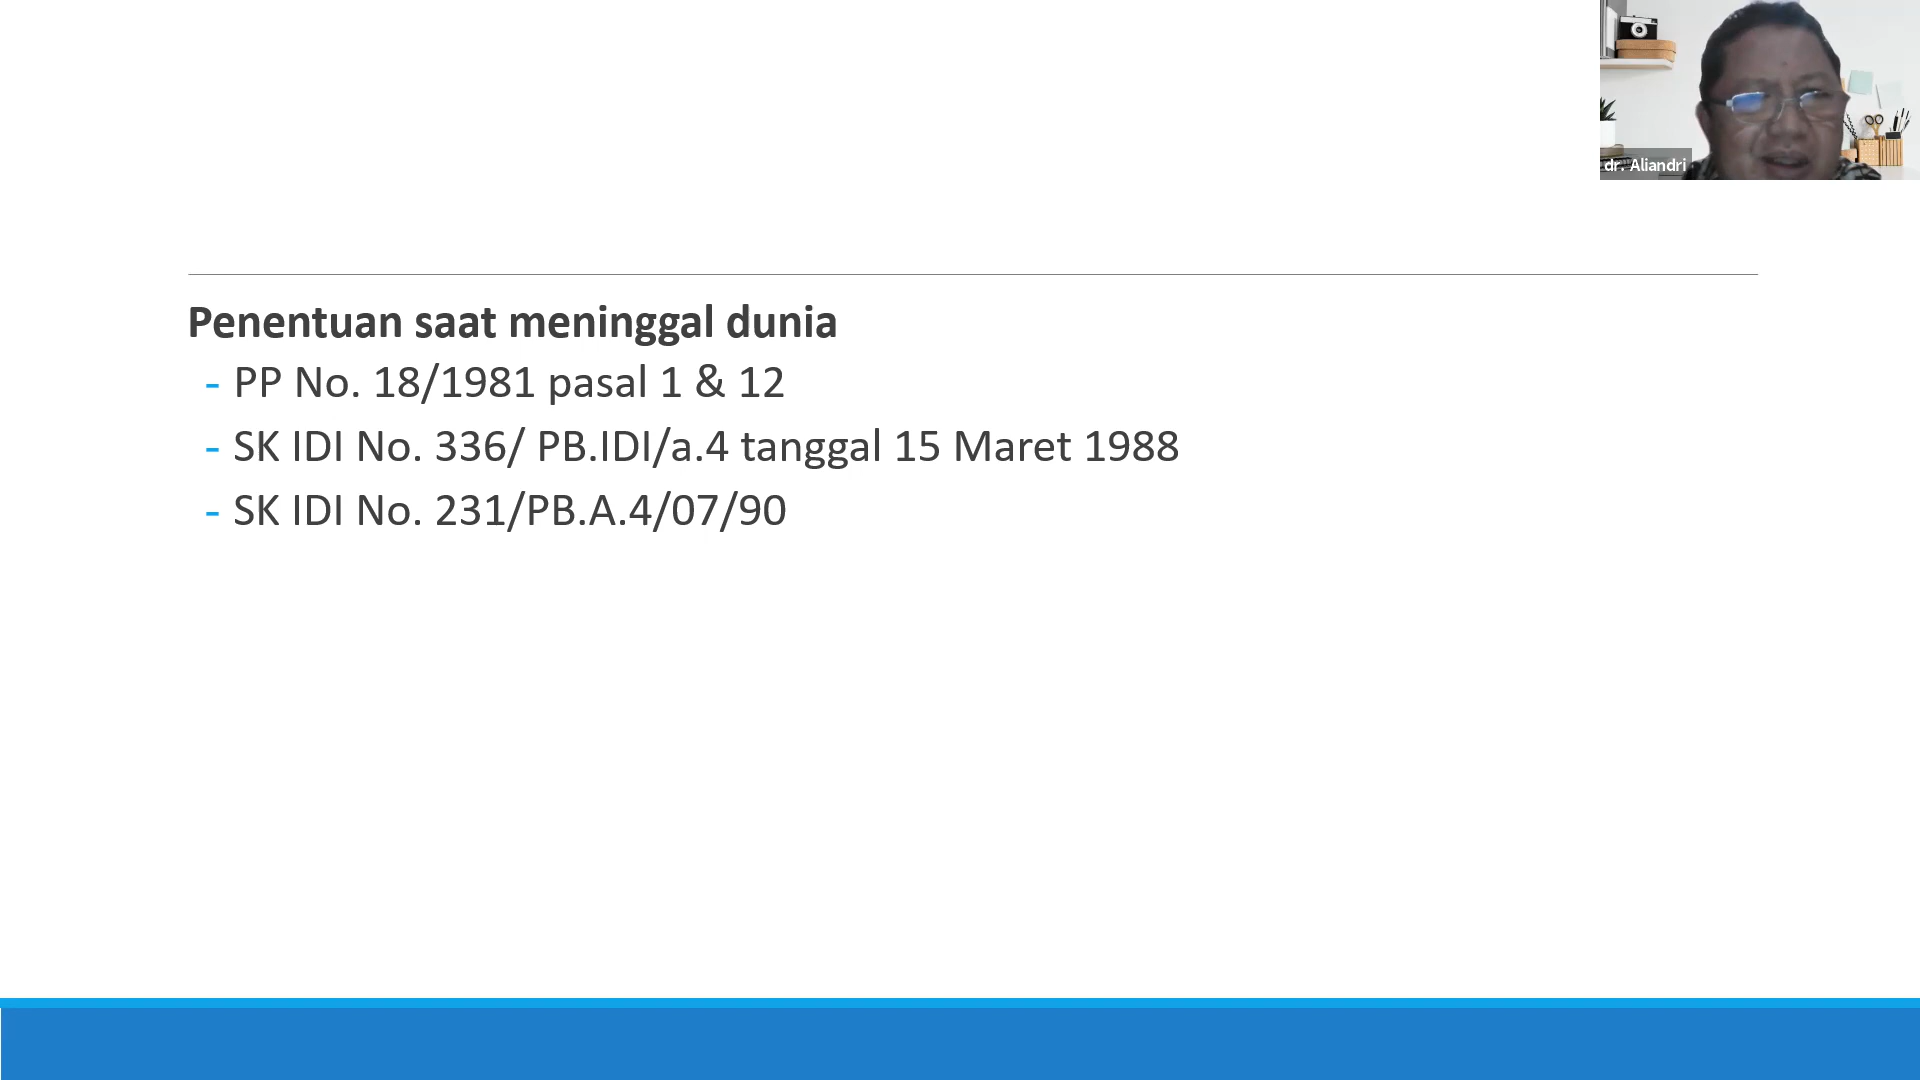 dr. Aliandri
Penentuan saat meninggal dunia
- PP No. 18/1981 pasal 1 & 12
- SK IDI No. 336/ PB.IDI/a.4 tanggal 15 Maret 1988
- SK IDI No. 231/PB.A.4/07/90